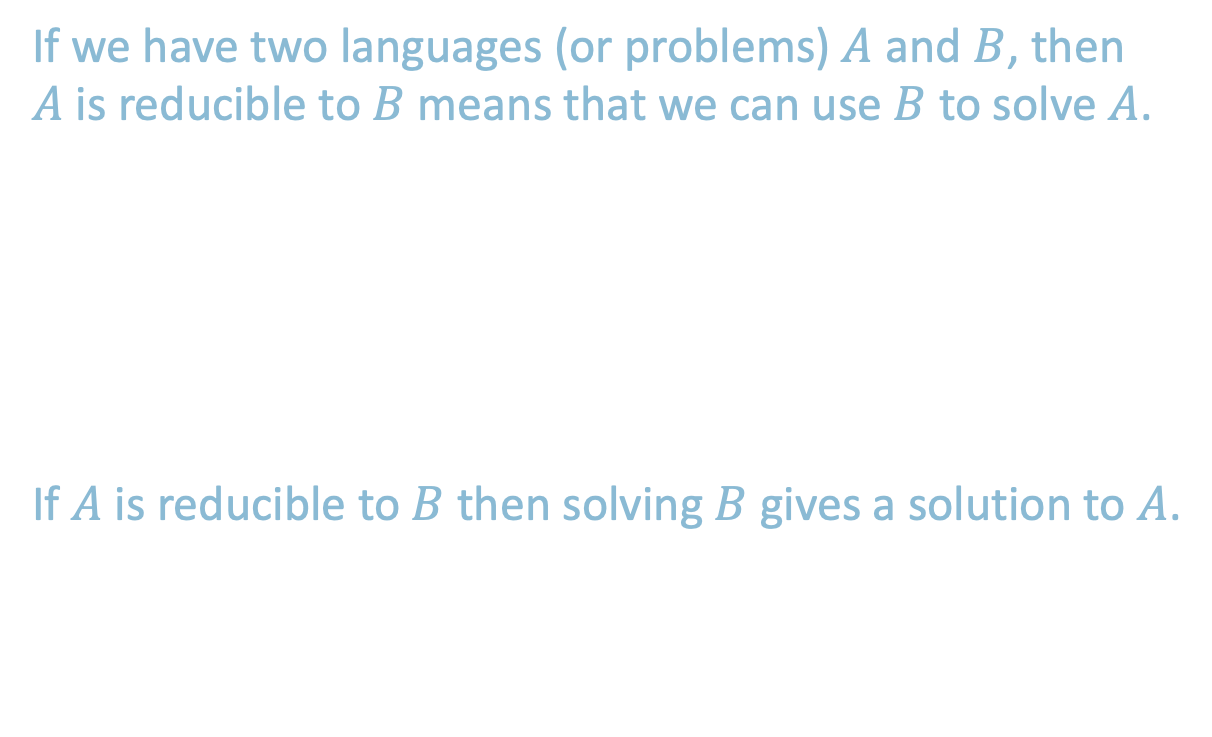 If we have two languages (or problems) A and B, then
A is reducible to B means that we can use B to solve A.
If A is reducible to B then solving B gives a solution to A.